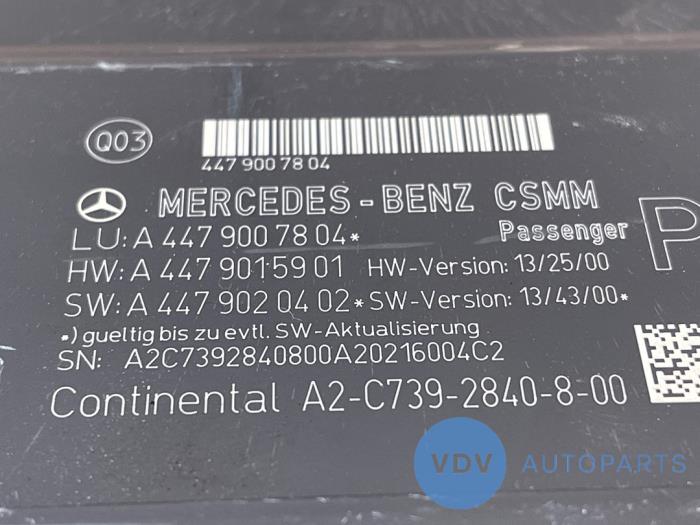 Q03
447 900 78 04
MERCEDES-BENZ CSMM
LU: A 447 900 78 04* Passenger P
HW: A 447 901 59 01 HW-Version: 13/25/00
SW: A 447 902 04 02* SW-Version: 13/43/00*
*) gueltig bis zu evtl. SW-Aktualisierung
SN: A2C7392840800A20216004C2
Continental A2-C739-2840-8-00
VDV AUTOPARTS